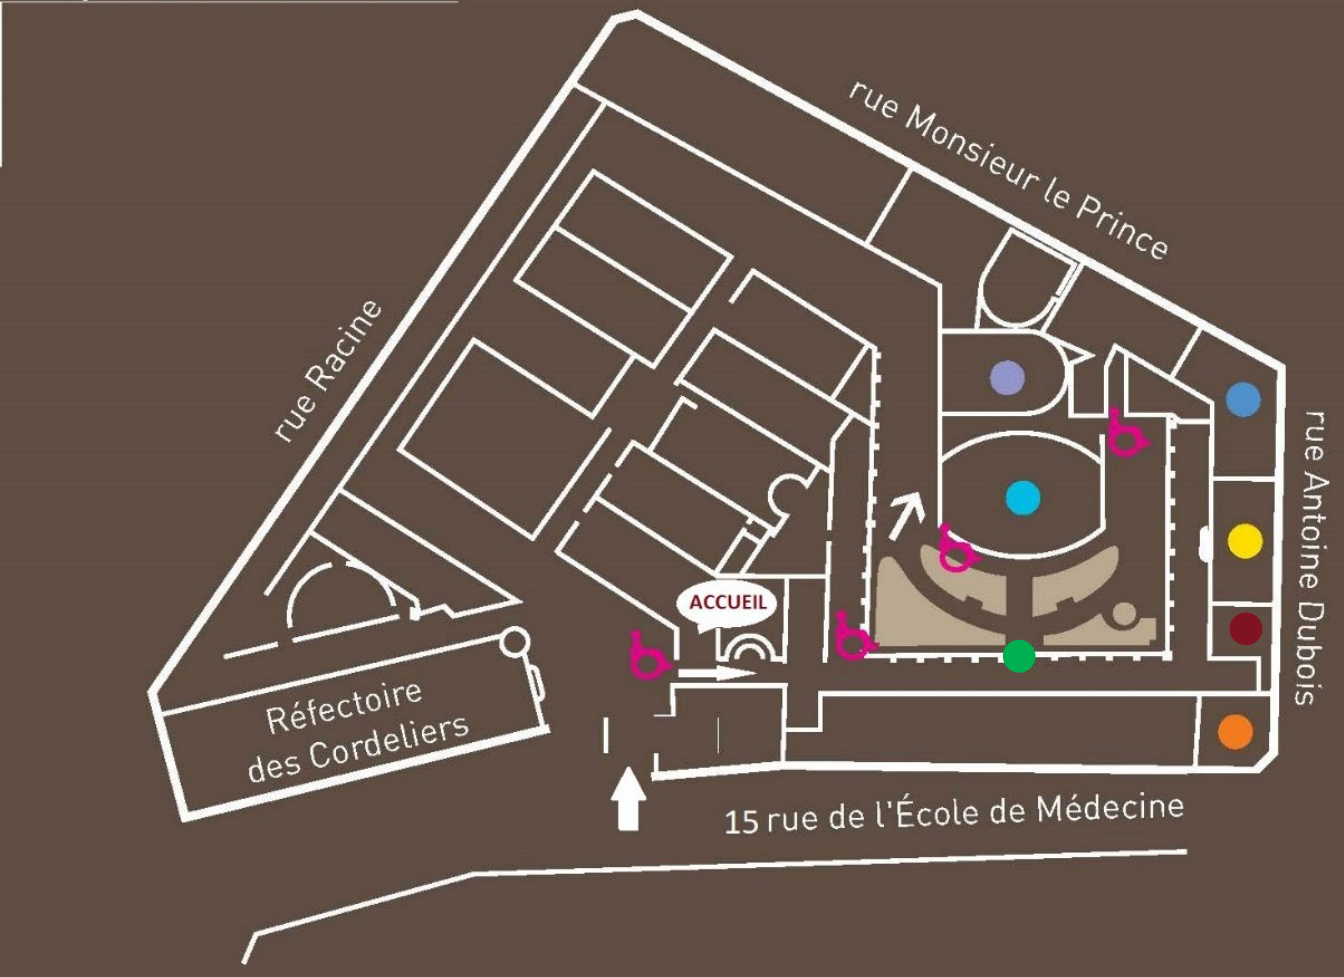 rue Monsieur le Prince
rue Racine
rue Antoine Dubois
ACCUEIL
Réfectoire
des Cordeliers
15 rue de l'École de Médecine